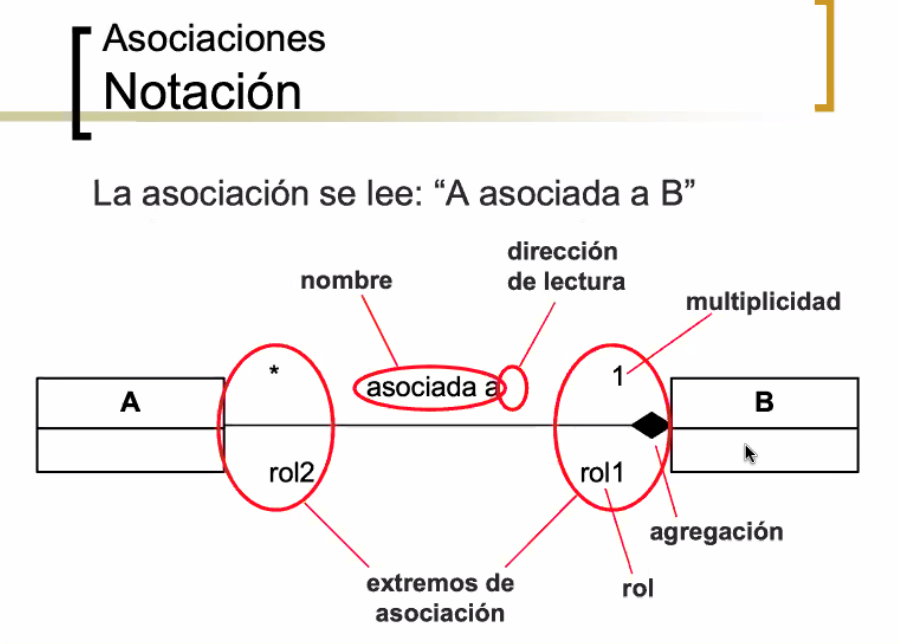 Asociaciones
Notación
La asociación se lee: “A asociada a B”
dirección
de lectura
nombre
multiplicidad
*
asociada a
1
A
B
rol2
rol1
agregación
extremos de
asociación
rol